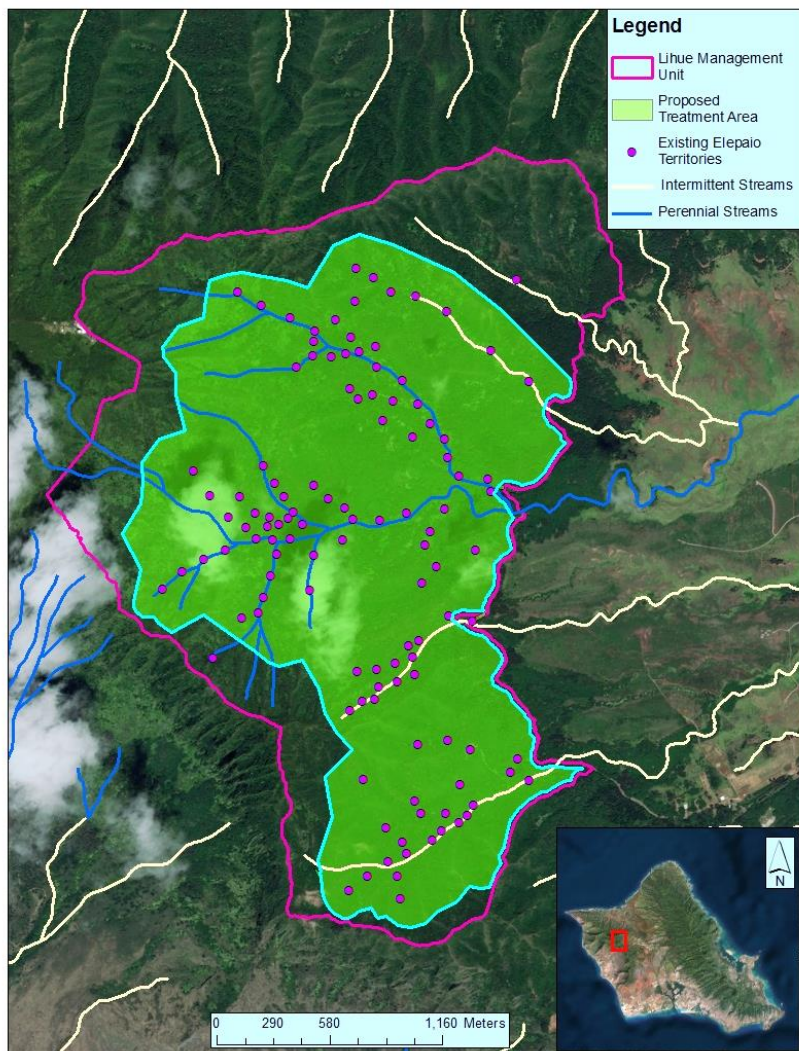 Legend
Lihue Management
Unit
Proposed
Treatment Area
Existing Elepaio
Territories
Intermittent Streams
Perennial Streams
N
0 290 580 1,160 Meters